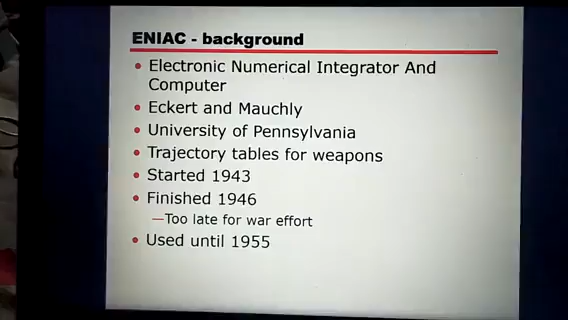 ENIAC - background
• Electronic Numerical Integrator And
Computer
• Eckert and Mauchly
• University of Pennsylvania
• Trajectory tables for weapons
• Started 1943
• Finished 1946
—Too late for war effort
• Used until 1955